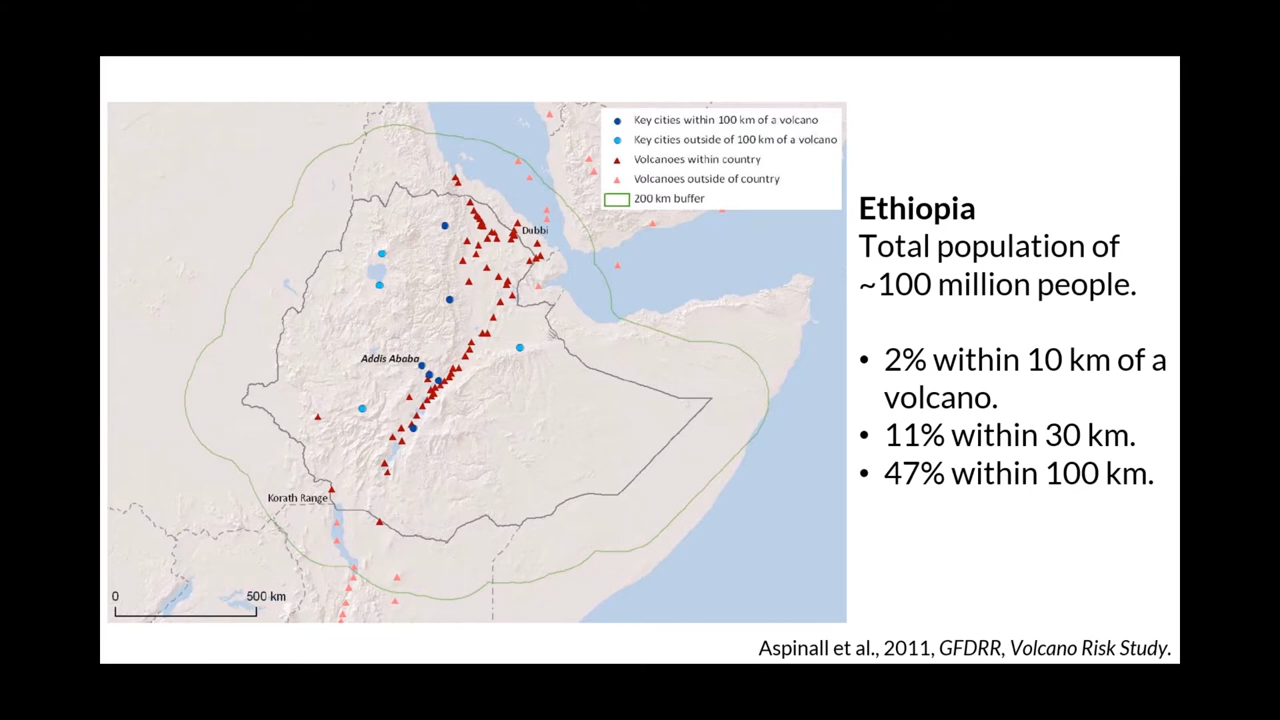 Key cities within 100 km of a volcano
Key cities outside of 100 km of a volcano
Volcanoes within country
Volcanoes outside of country
200 km buffer
Dubbi
Addis Ababa
Korath Range
0 500 km
Ethiopia
Total population of
~100 million people.
• 2% within 10 km of a
volcano.
• 11% within 30 km.
• 47% within 100 km.
Aspinall et al., 2011, GFDRR, Volcano Risk Study.